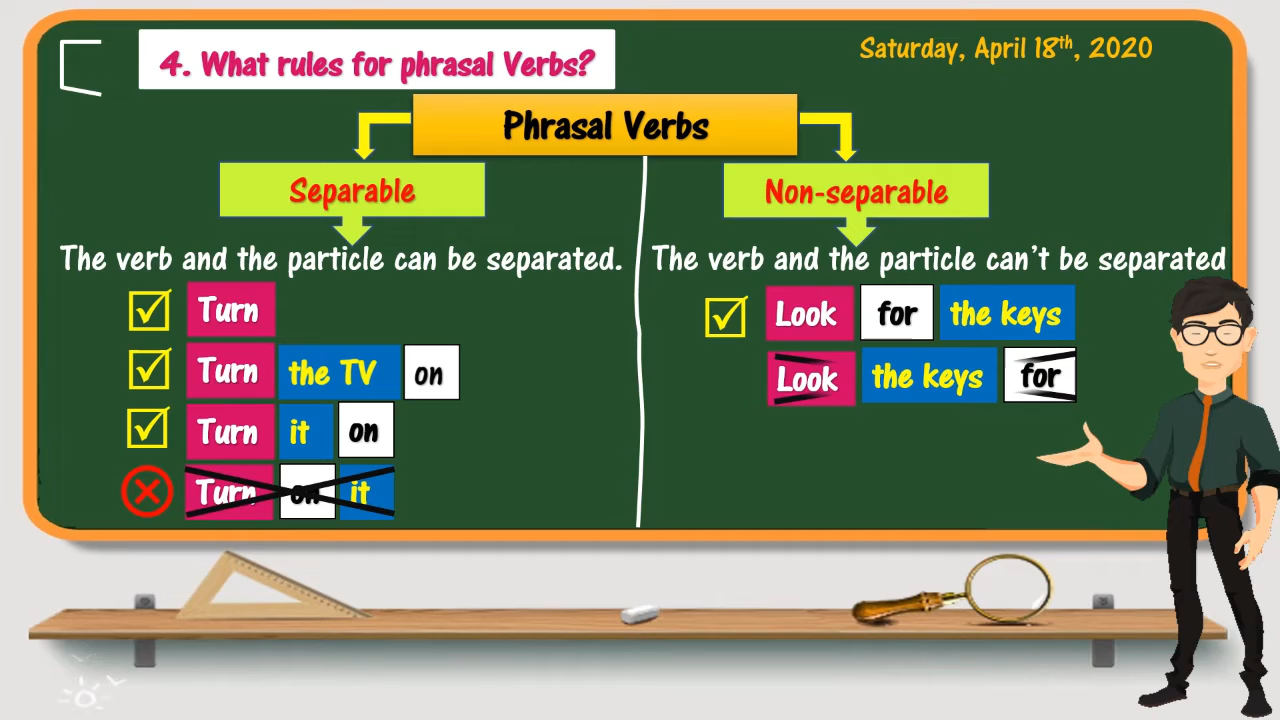 4. What rules for phrasal Verbs?
Saturday, April 18th, 2020
Phrasal Verbs
Separable
The verb and the particle can be separated.
Turn
Turn the TV on
Turn it on
Turn on it
Non-separable
The verb and the particle can't be separated
Look for the keys
Look the keys for